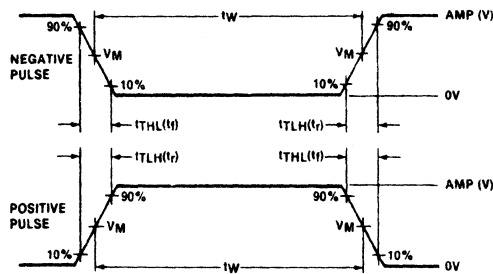 90% tW 90% AMP (V)
NEGATIVE PULSE VM VM
10% 10% 0V
tTHL(tf) tTLH(tr)
tTLH(tr) tTHL(tf)
90% 90% AMP (V)
POSITIVE PULSE VM VM
10% tW 10% 0V